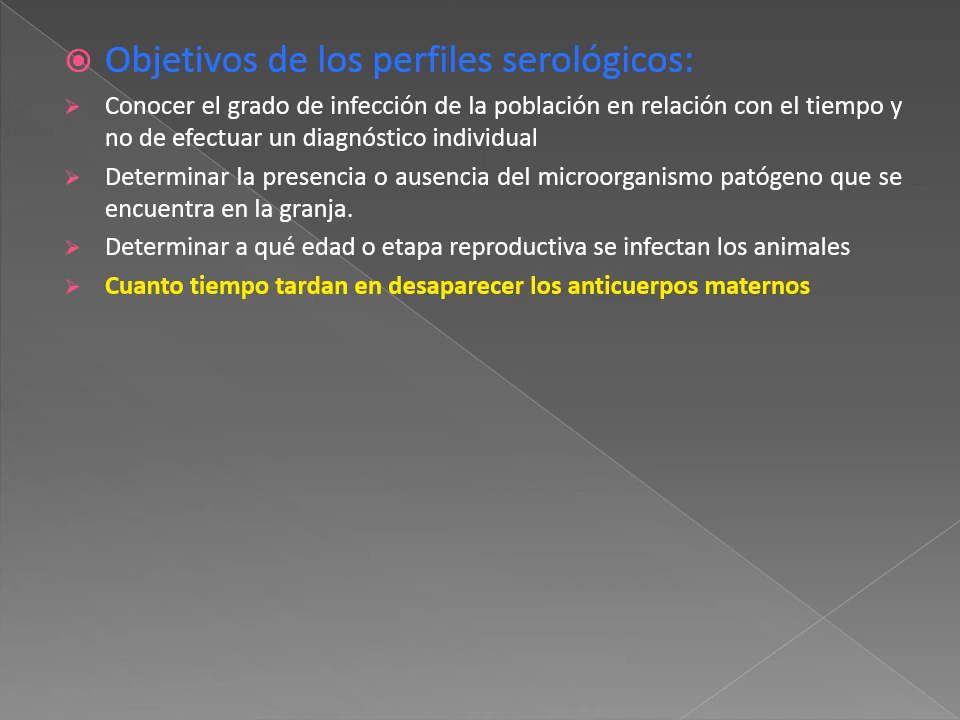 Objetivos de los perfiles serológicos:
Conocer el grado de infección de la población en relación con el tiempo y
no de efectuar un diagnóstico individual
Determinar la presencia o ausencia del microorganismo patógeno que se
encuentra en la granja.
Determinar a qué edad o etapa reproductiva se infectan los animales
Cuanto tiempo tardan en desaparecer los anticuerpos maternos